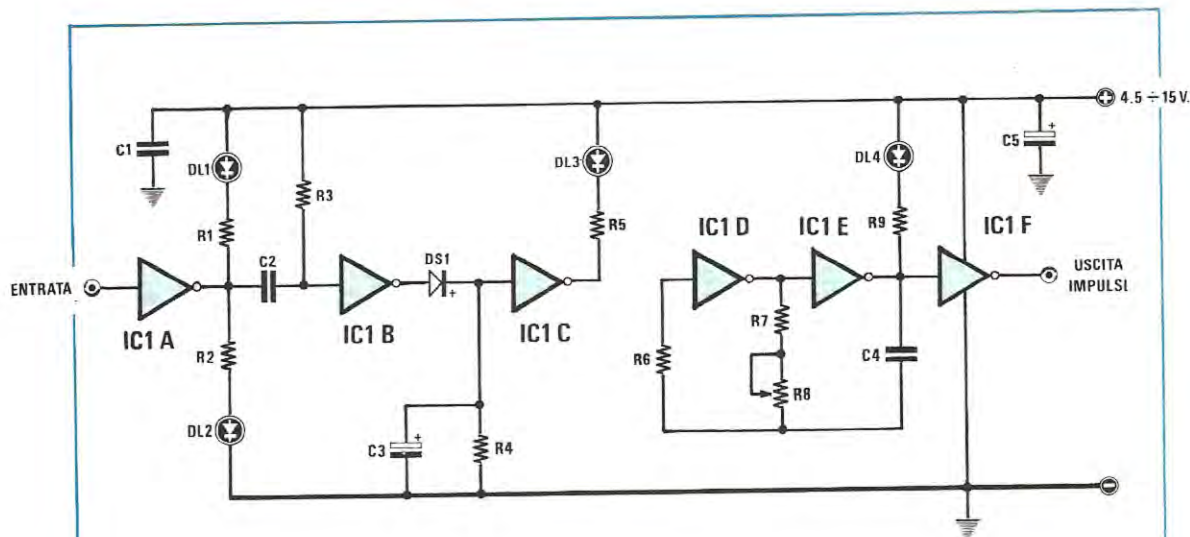 4.5 ÷ 15 V.
C1
DL1
R3
DL3
DL4
C5
+
R1
R5
R9
IC1 D
IC1 E
IC1 F
C2
DS1
+
ENTRATA
USCITA
IMPULSI.
IC1 A
IC1 B
IC1 C
R7
R2
R6
C4
R8
DL2
C3
+
R4